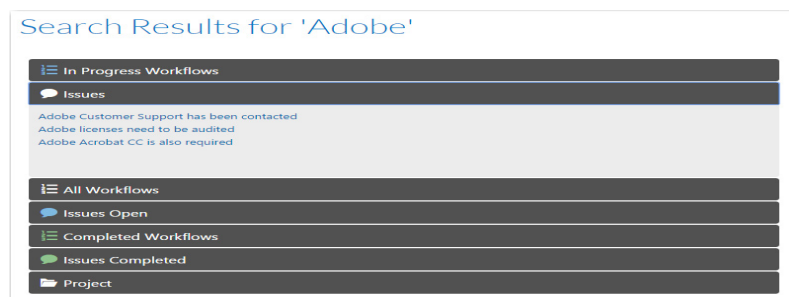 Search Results for 'Adobe'
In Progress Workflows
Issues
Adobe Customer Support has been contacted
Adobe licenses need to be audited
Adobe Acrobat CC is also required
All Workflows
Issues Open
Completed Workflows
Issues Completed
Project